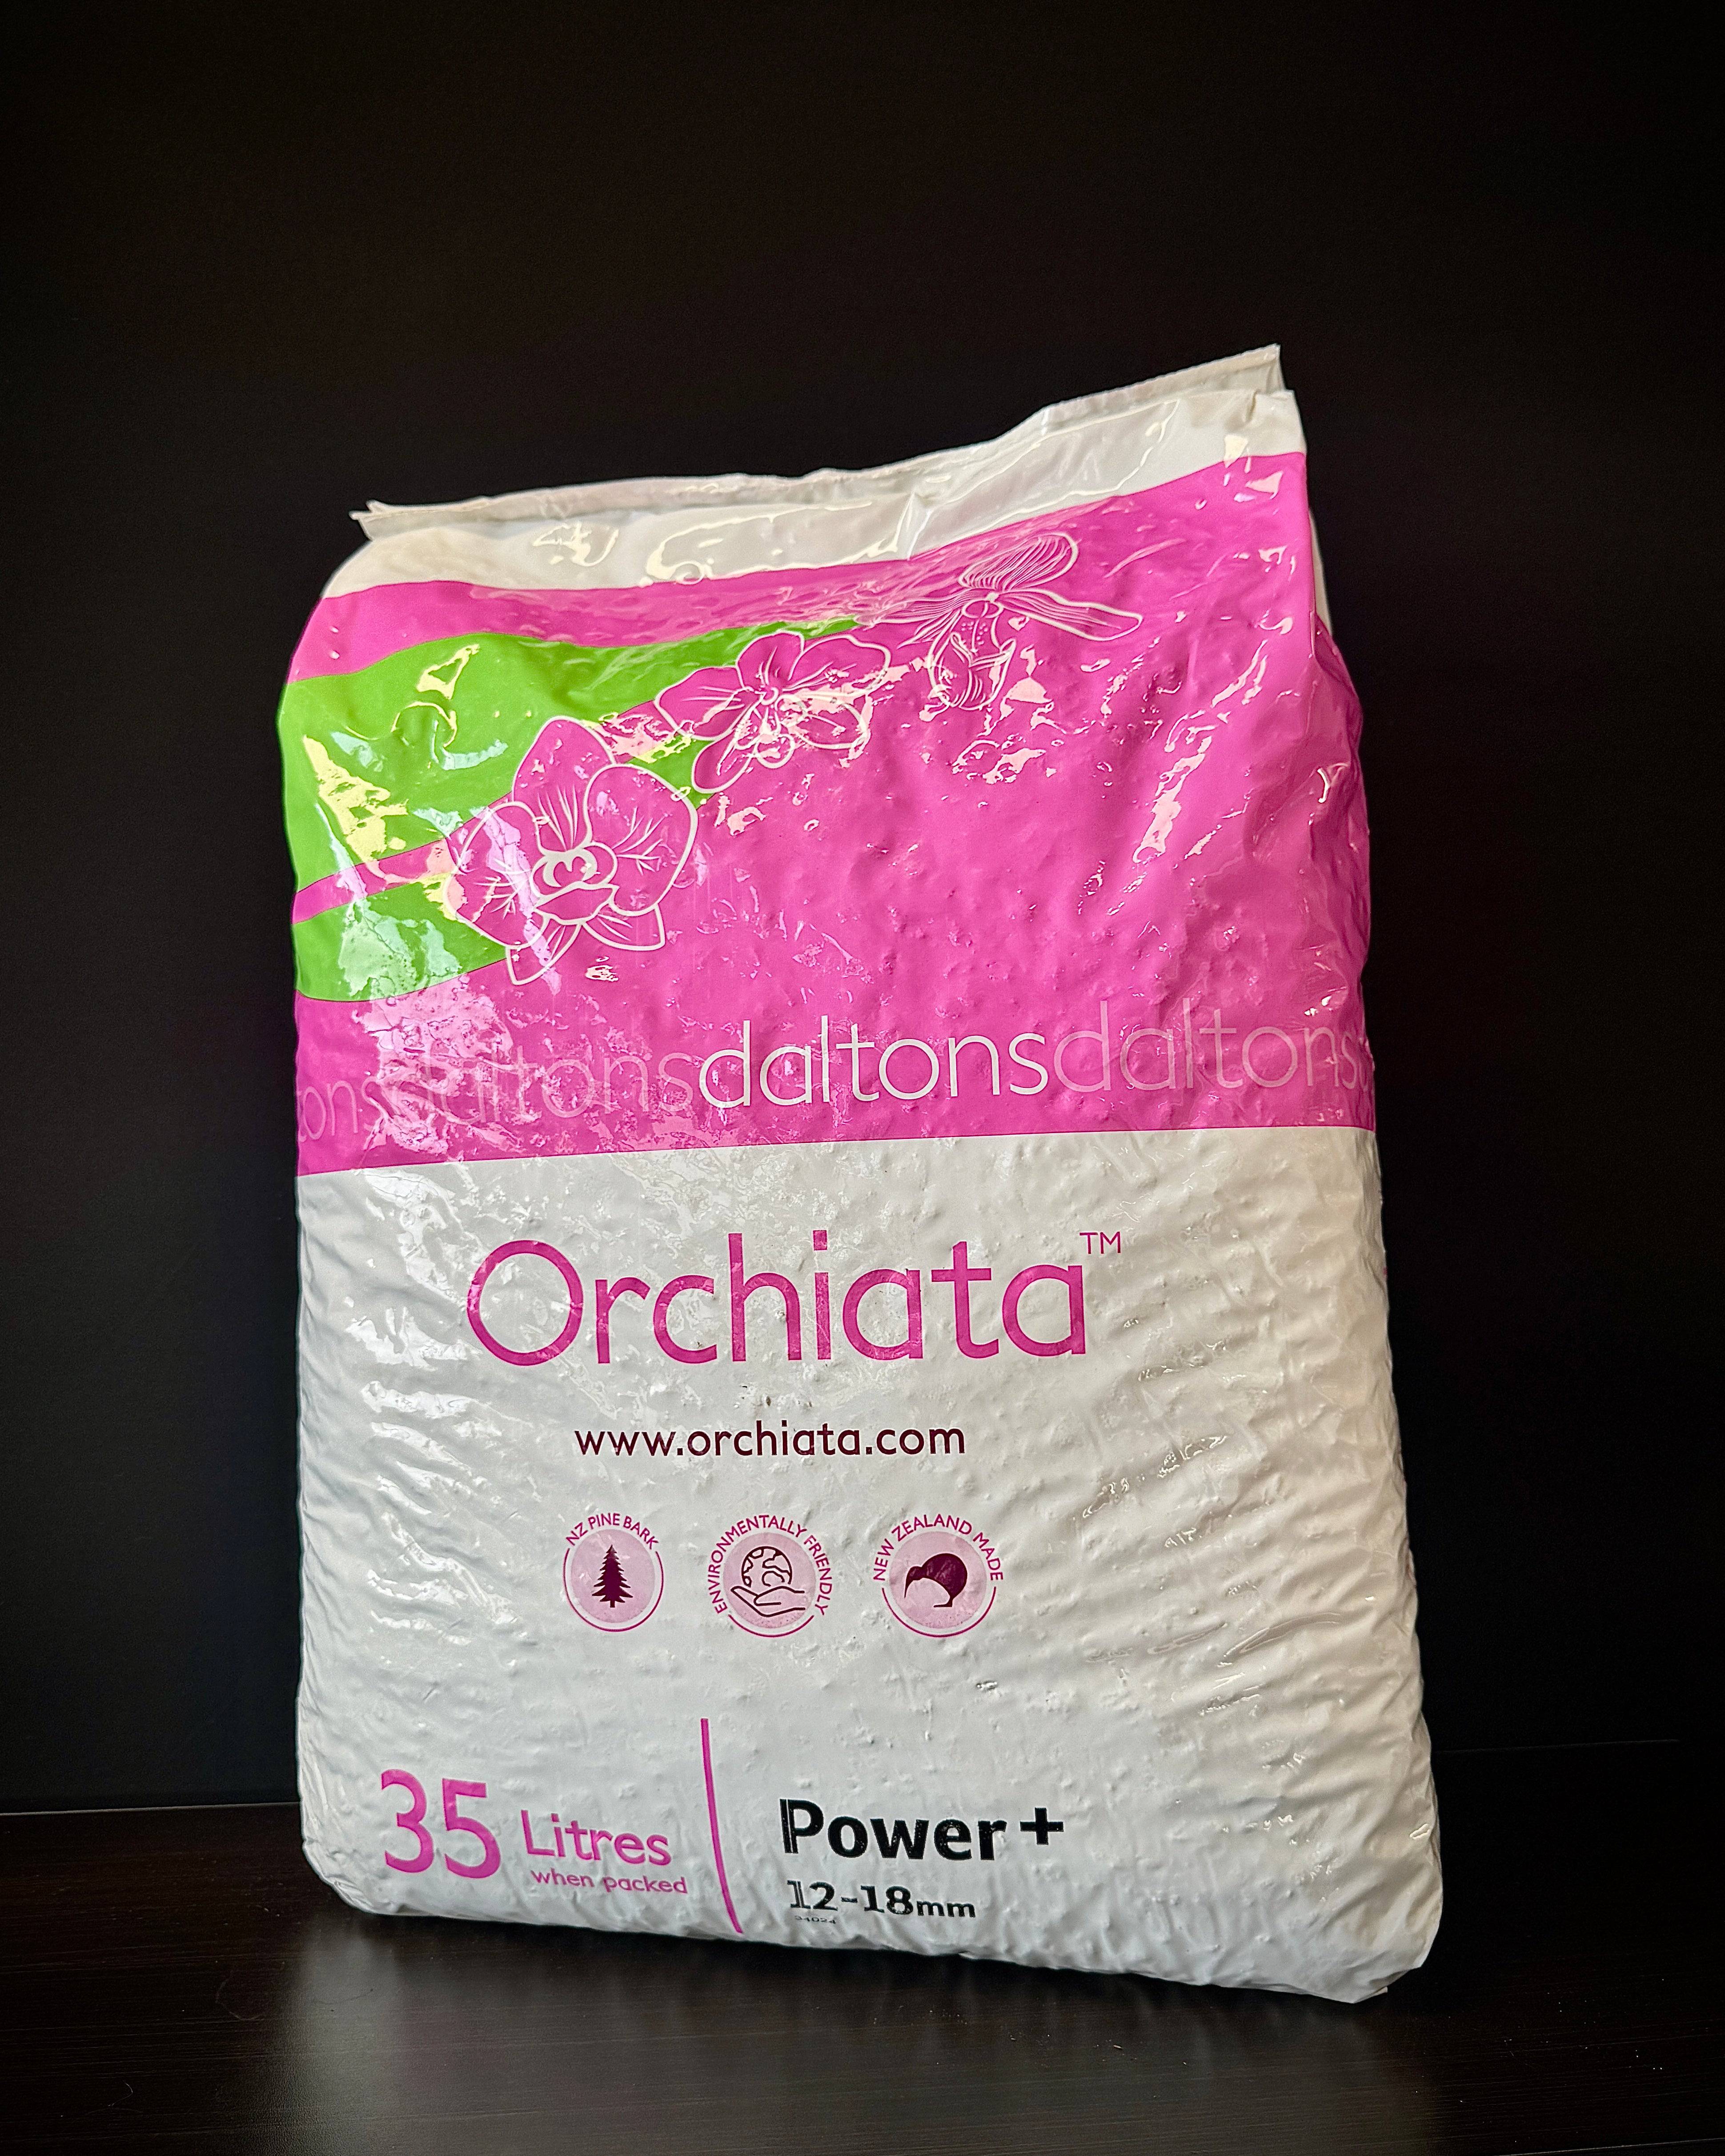 onsdaltonsdaltonsdaltons
Orchiata™
www.orchiata.com
NZ PINE BARK
ENVIRONMENTALLY FRIENDLY
NEW ZEALAND MADE
35 Litres
when packed
Power+
12-18mm